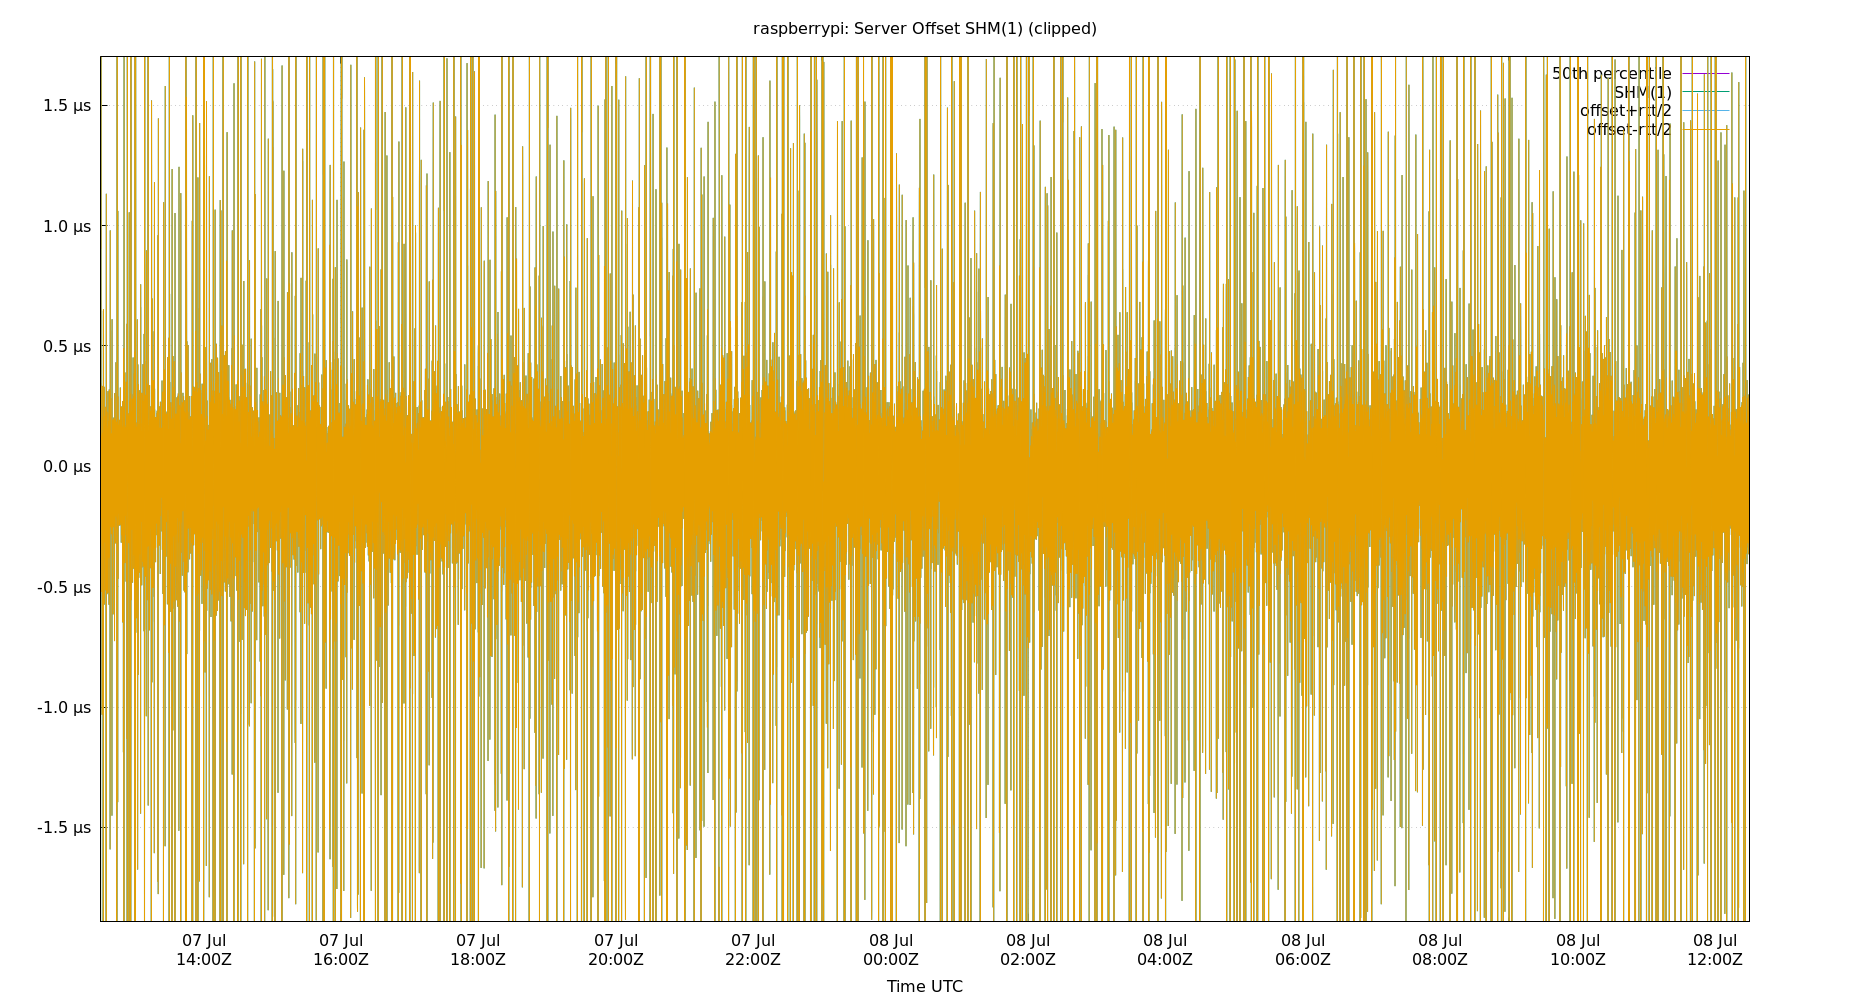 raspberrypi: Server Offset SHM(1) (clipped)
50th percentile
SHM(1)
offset+rtt/2
offset-rtt/2
1.5 µs
1.0 µs
0.5 µs
0.0 µs
-0.5 µs
-1.0 µs
-1.5 µs
07 Jul 07 Jul 07 Jul 07 Jul 07 Jul 08 Jul 08 Jul 08 Jul 08 Jul 08 Jul 08 Jul 08 Jul
14:00Z 16:00Z 18:00Z 20:00Z 22:00Z 00:00Z 02:00Z 04:00Z 06:00Z 08:00Z 10:00Z 12:00Z
Time UTC